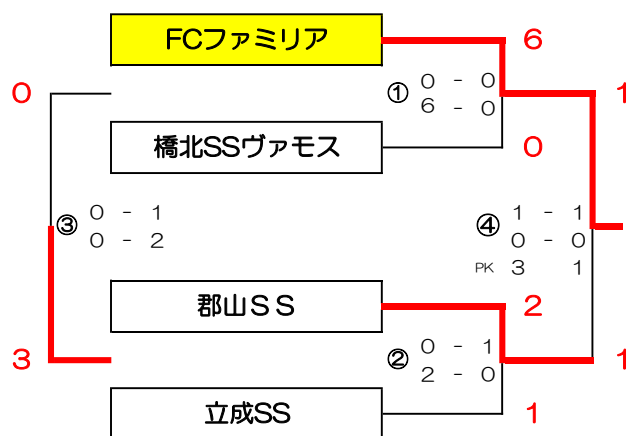 FCファミリア 6
0 ① 0 - 0 1
6 - 0
橋北SSヴァモス 0
③ 0 - 1 ④ 1 - 1
0 - 2 0 - 0
PK 3 1
郡山ＳＳ 2
3 ② 0 - 1 1
2 - 0
立成SS 1